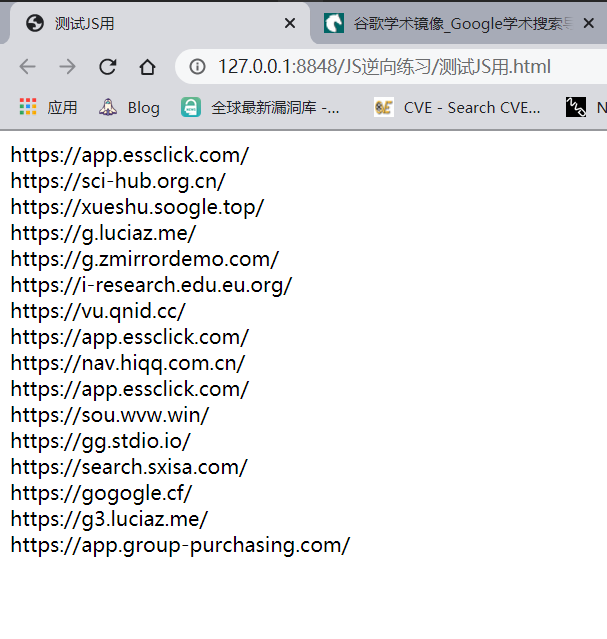 测试JS用
谷歌学术镜像_Google学术搜索导
127.0.0.1:8848/JS逆向练习/测试JS用.html
应用 Blog 全球最新漏洞库 -... CVE - Search CVE... N
https://app.essclick.com/
https://sci-hub.org.cn/
https://xueshu.soogle.top/
https://g.luciaz.me/
https://g.zmirrordemo.com/
https://i-research.edu.eu.org/
https://vu.qnid.cc/
https://app.essclick.com/
https://nav.hiqq.com.cn/
https://app.essclick.com/
https://sou.wvw.win/
https://gg.stdio.io/
https://search.sxisa.com/
https://gogogle.cf/
https://g3.luciaz.me/
https://app.group-purchasing.com/